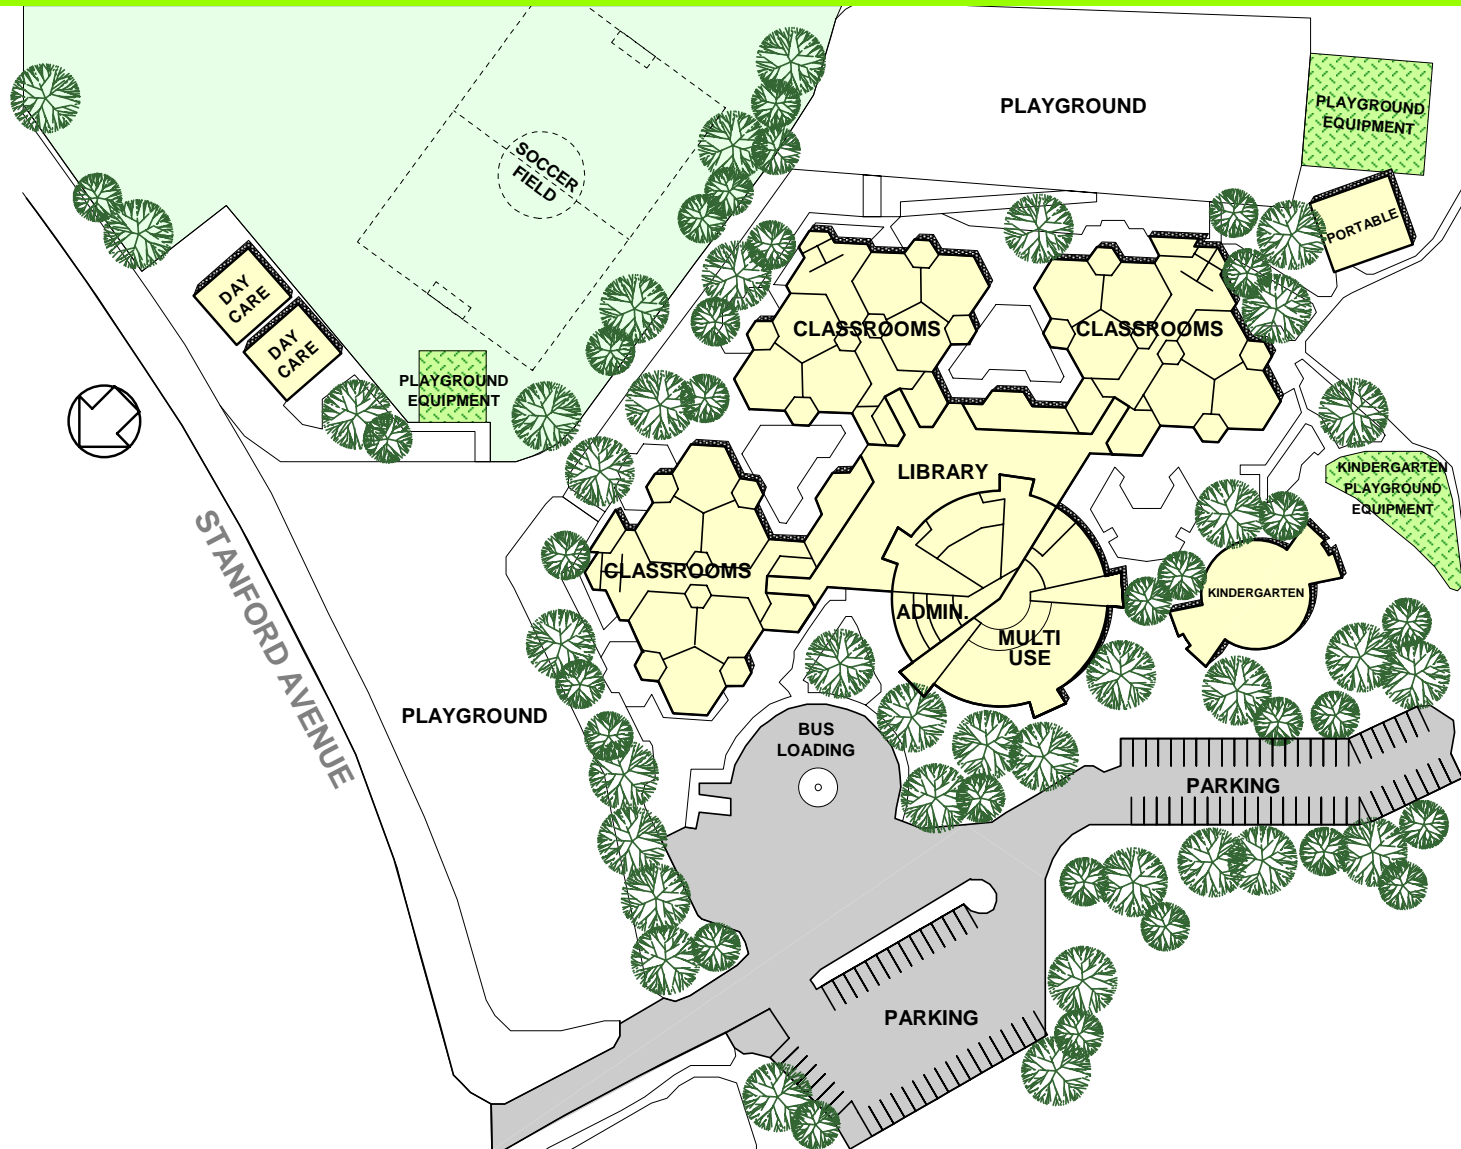 PLAYGROUND
PLAYGROUND
EQUIPMENT
SOCCER
FIELD
PORTABLE
DAY
CARE
DAY
CARE
CLASSROOMS
CLASSROOMS
PLAYGROUND
EQUIPMENT
LIBRARY
KINDERGARTEN
PLAYGROUND
EQUIPMENT
STANFORD AVENUE
CLASSROOMS
KINDERGARTEN
ADMIN.
MULTI
USE
PLAYGROUND
BUS
LOADING
PARKING
PARKING